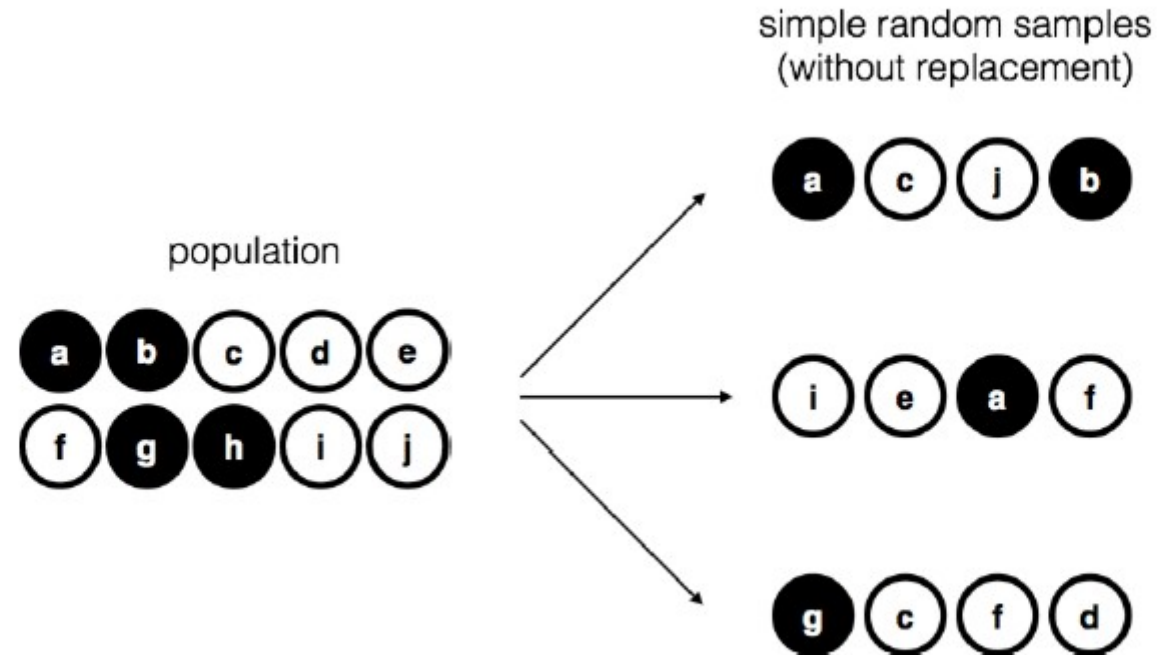 simple random samples
(without replacement)
a c j b
population
a b c d e
f g h i j
i e a f
g c f d